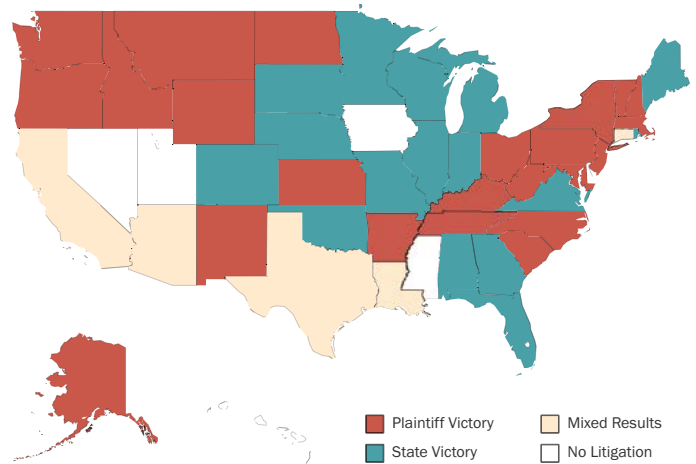 Plaintiff Victory
Mixed Results
State Victory
No Litigation